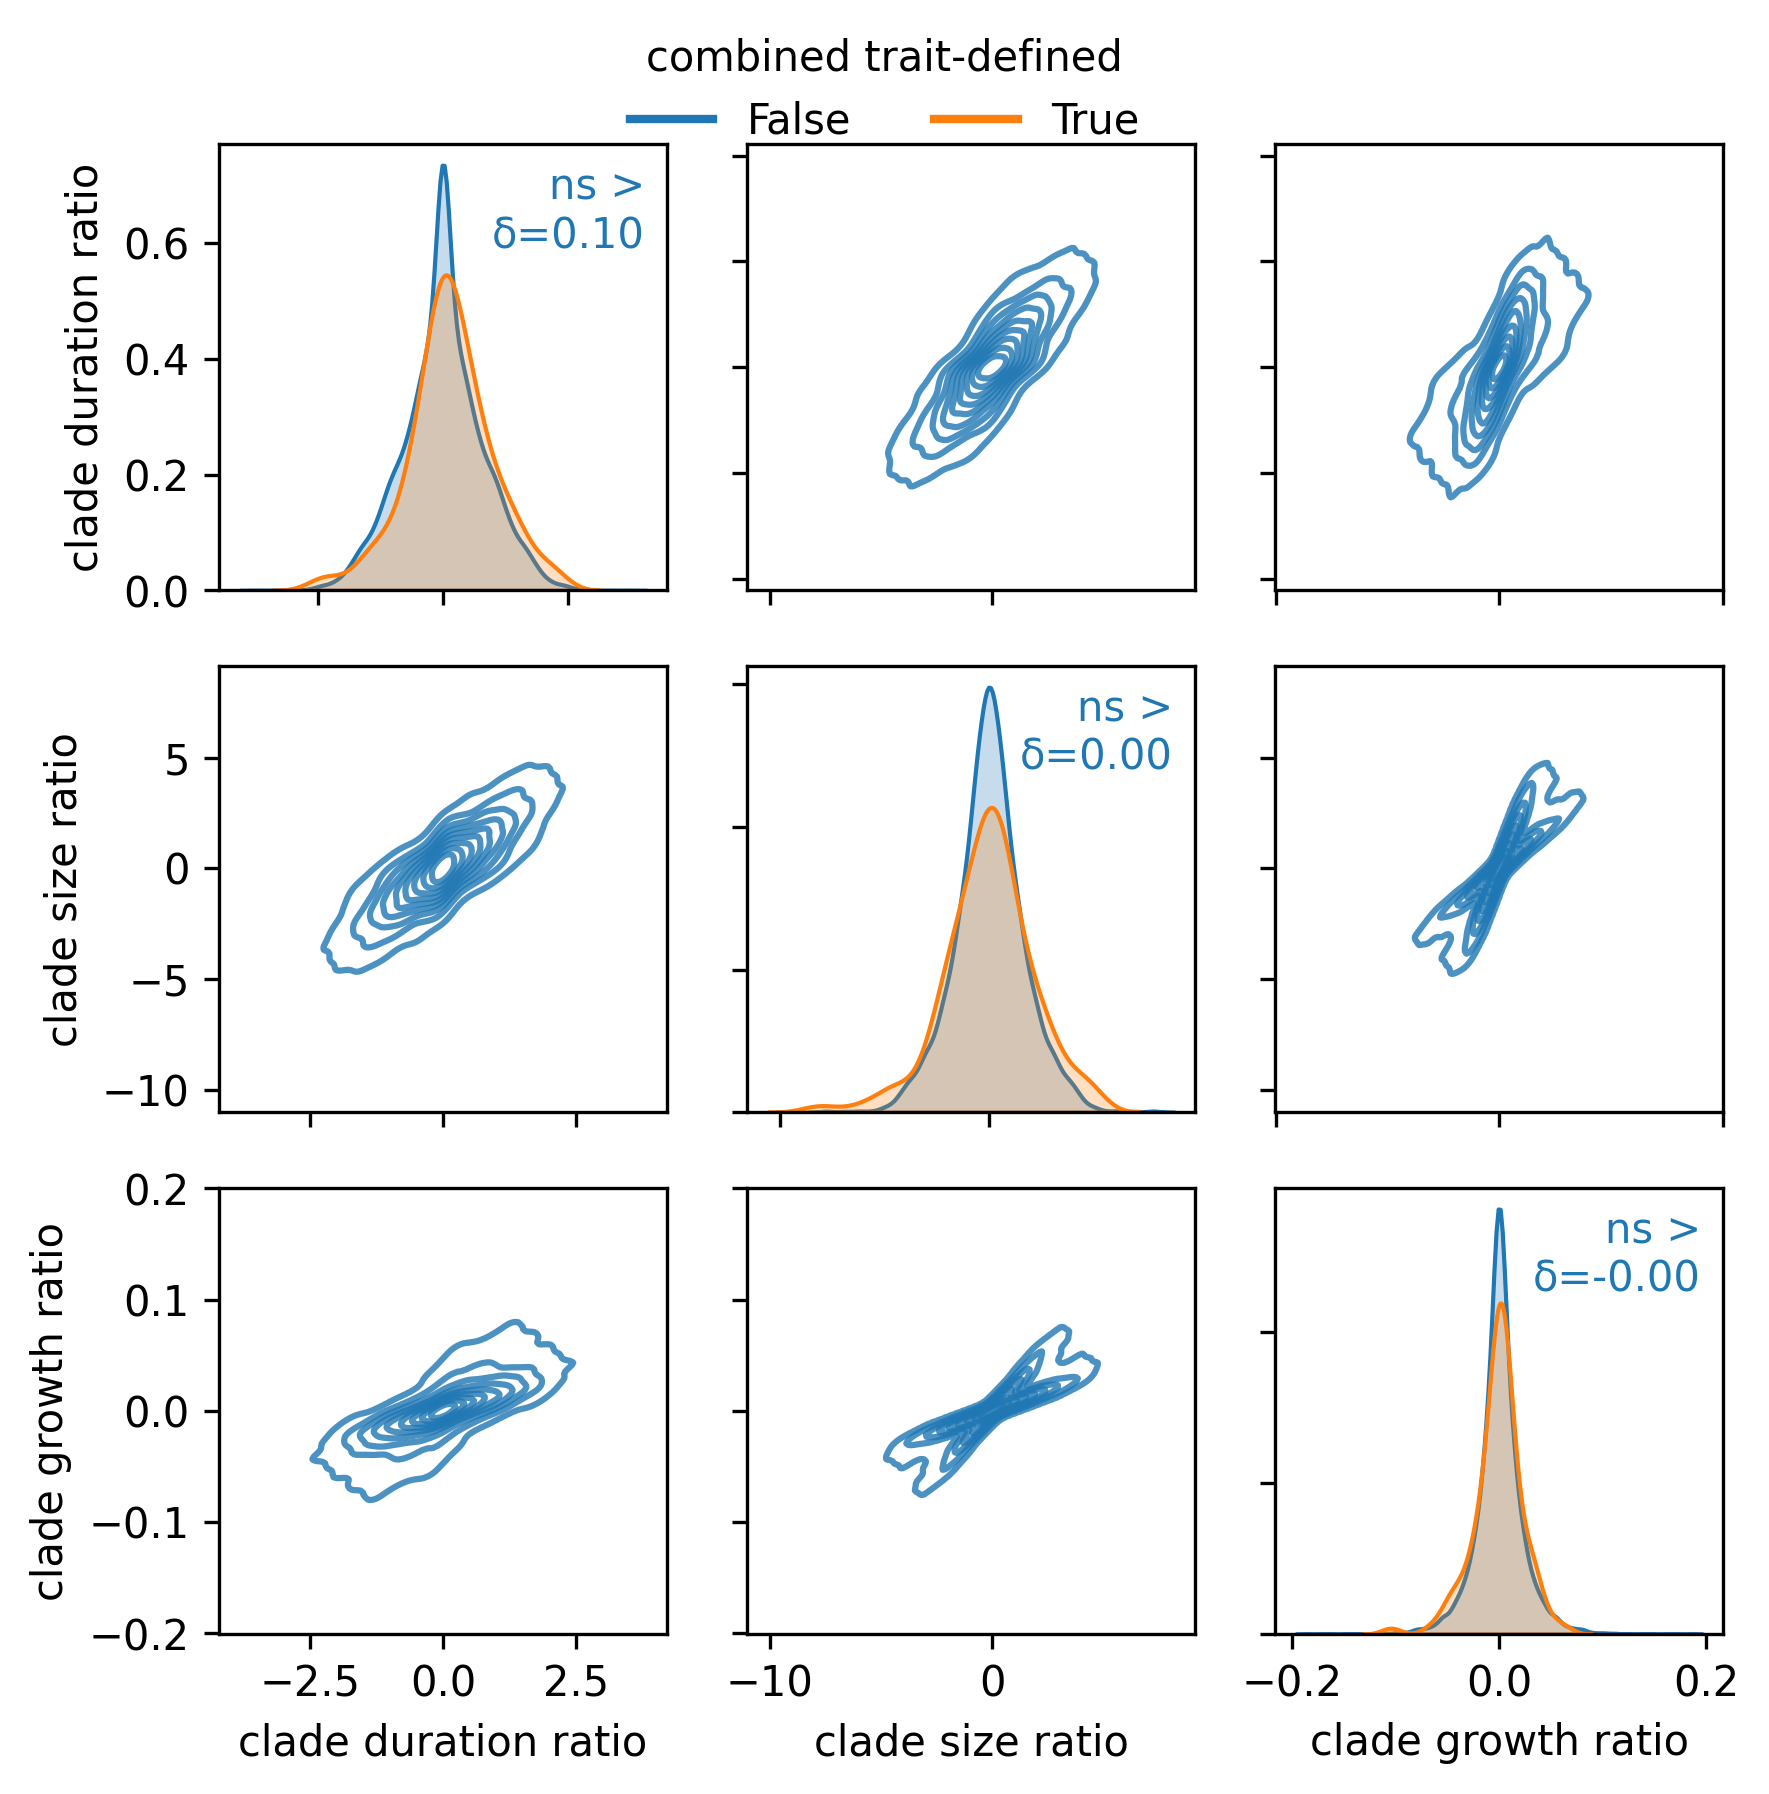 combined trait-defined
False True
clade duration ratio
0.6
0.4
0.2
0.0
ns >
δ=0.10
clade size ratio
5
0
−5
−10
ns >
δ=0.00
clade growth ratio
0.2
0.1
0.0
−0.1
−0.2
ns >
δ=-0.00
−2.5 0.0 2.5
−10 0
−0.2 0.0 0.2
clade duration ratio
clade size ratio
clade growth ratio